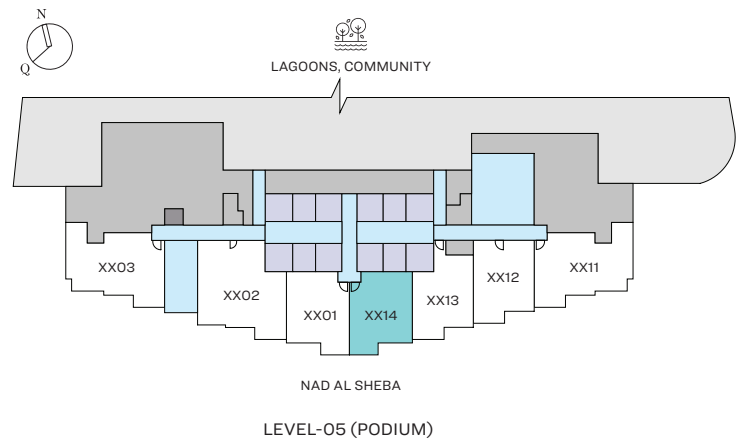 N
Q
LAGOONS, COMMUNITY
XX03
XX02
XX01
XX14
XX13
XX12
XX11
NAD AL SHEBA
LEVEL-05 (PODIUM)